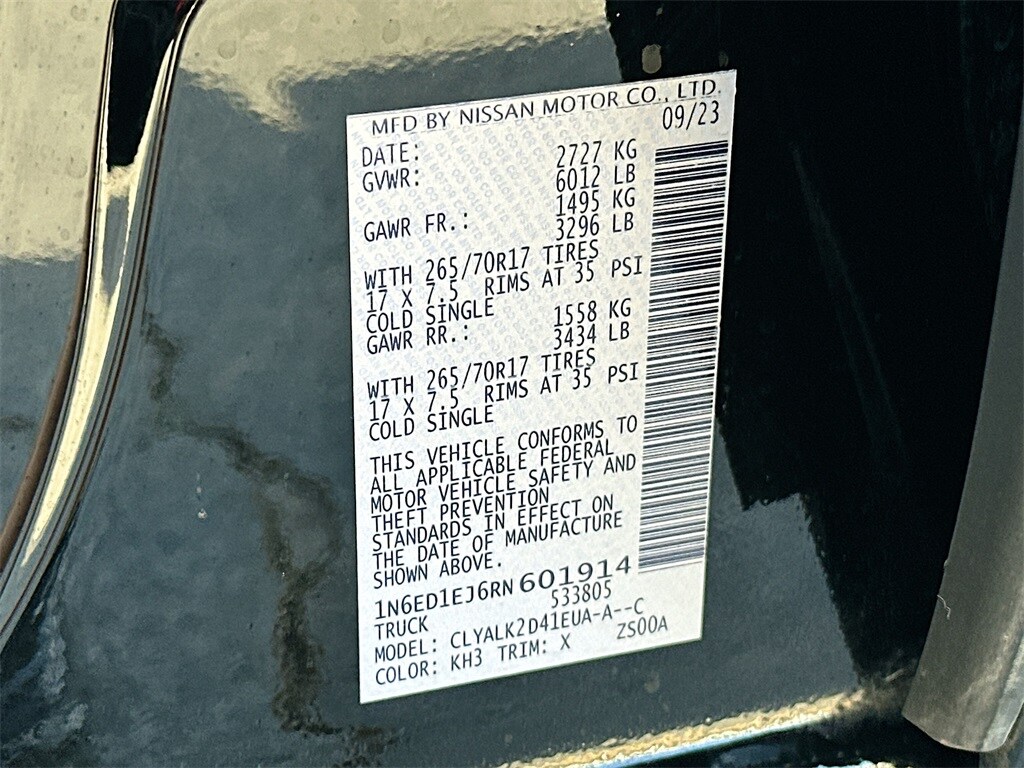 MFD BY NISSAN MOTOR CO., LTD.
DATE: 09/23
GVWR: 2727 KG
6012 LB
GAWR FR.: 1495 KG
3296 LB
WITH 265/70R17 TIRES
17 X 7.5 RIMS AT 35 PSI
COLD SINGLE
GAWR RR.: 1558 KG
3434 LB
WITH 265/70R17 TIRES
17 X 7.5 RIMS AT 35 PSI
COLD SINGLE
THIS VEHICLE CONFORMS TO
ALL APPLICABLE FEDERAL
MOTOR VEHICLE SAFETY AND
THEFT PREVENTION
STANDARDS IN EFFECT ON
THE DATE OF MANUFACTURE
SHOWN ABOVE.
1N6ED1EJ6RN601914
TRUCK 533805
MODEL: CLYALK2D41EUA-A--C
COLOR: KH3 TRIM: X ZS00A